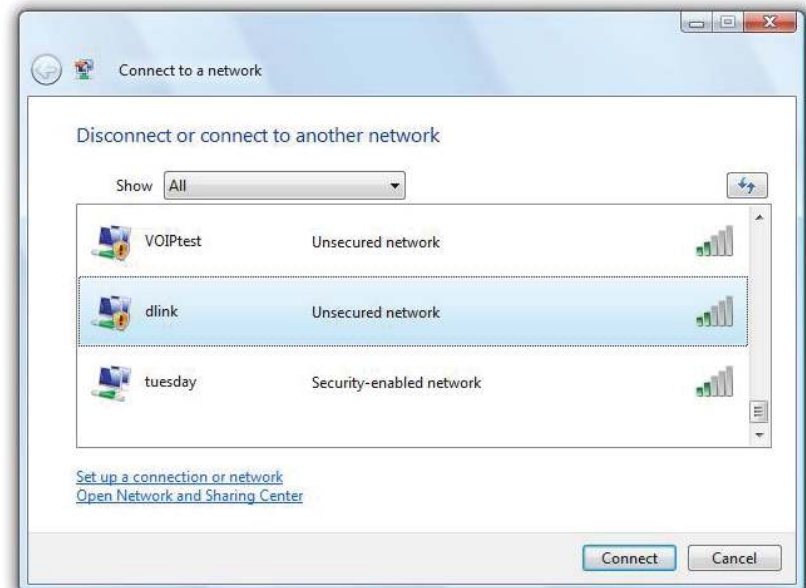 Connect to a network
Disconnect or connect to another network
Show All
VOIPtest Unsecured network
dlink Unsecured network
tuesday Security-enabled network
Set up a connection or network
Open Network and Sharing Center
Connect Cancel